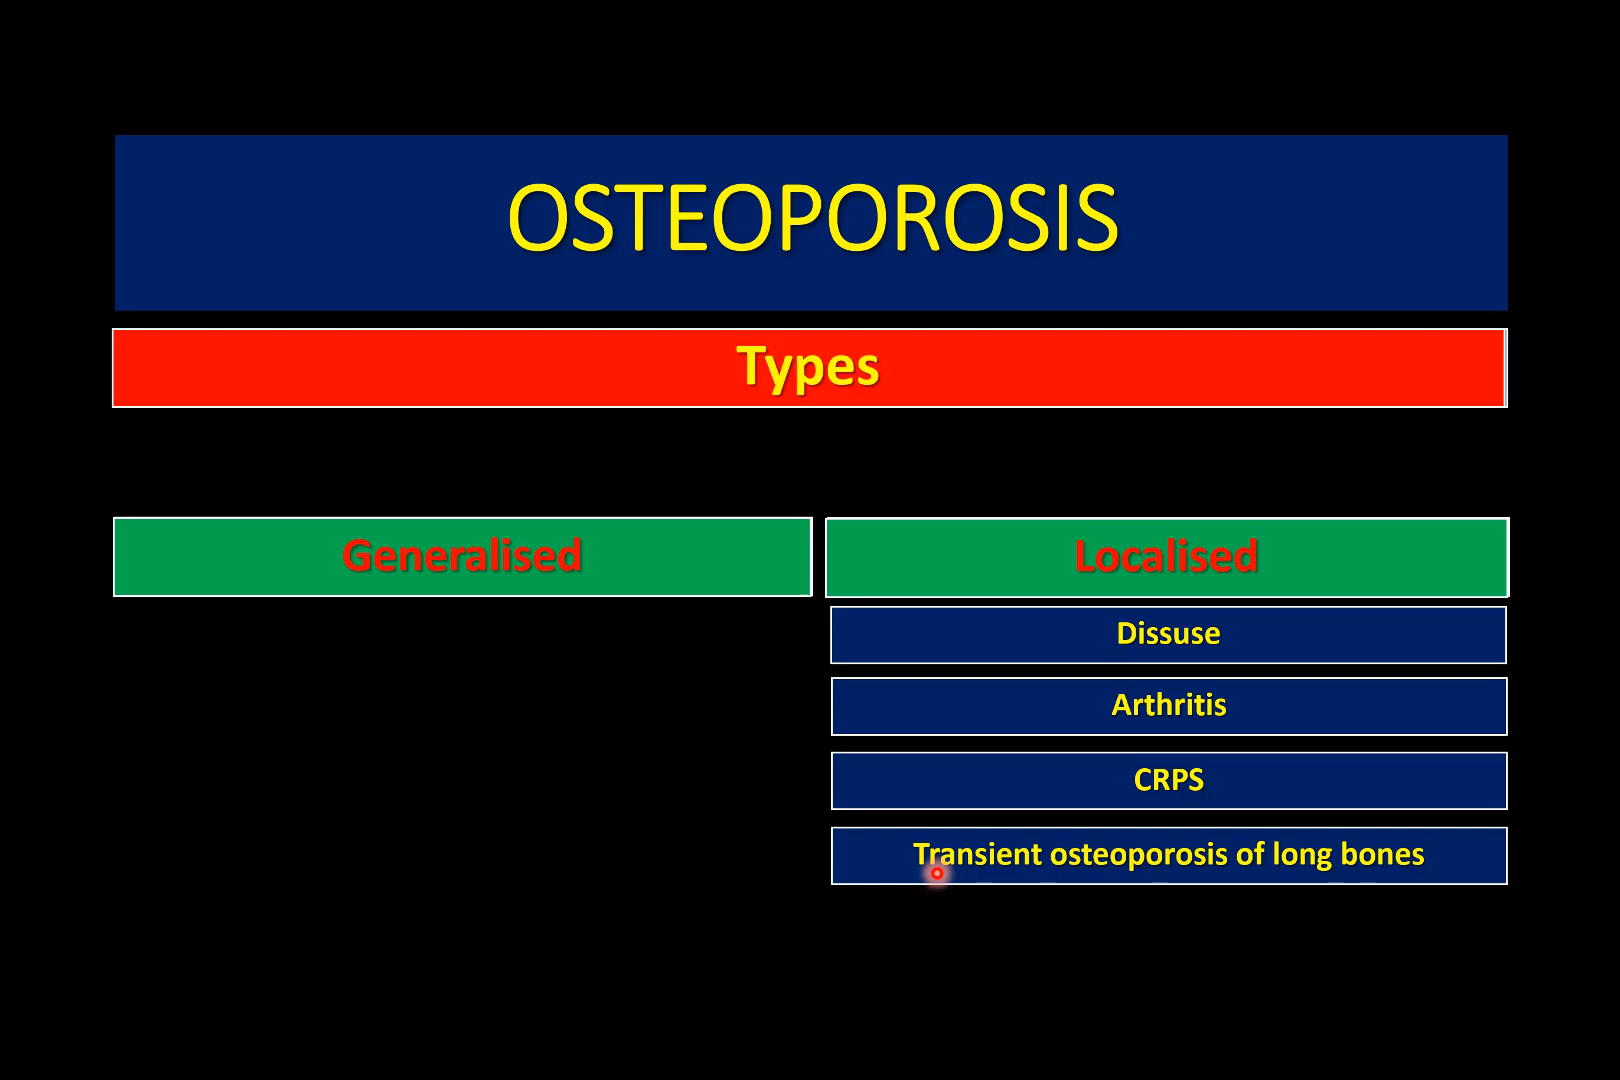 OSTEOPOROSIS
Types
Generalised
Localised
Dissuse
Arthritis
CRPS
Transient osteoporosis of long bones